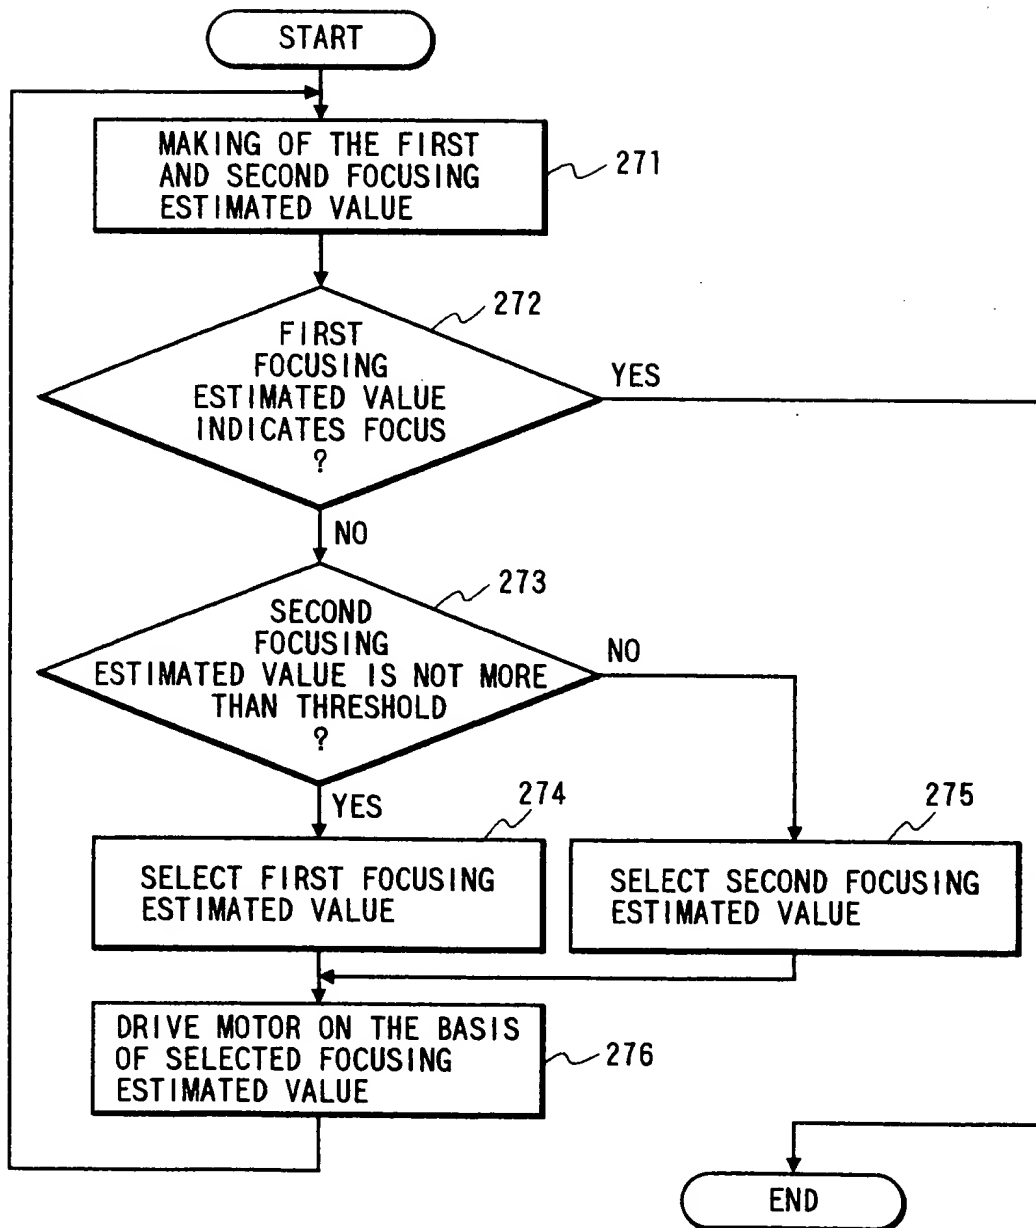 START
MAKING OF THE FIRST
AND SECOND FOCUSING
ESTIMATED VALUE
271
272
FIRST
FOCUSING
ESTIMATED VALUE
INDICATES FOCUS
?
YES
NO
273
SECOND
FOCUSING
ESTIMATED VALUE IS NOT MORE
THAN THRESHOLD
?
NO
YES
274
275
SELECT FIRST FOCUSING
ESTIMATED VALUE
SELECT SECOND FOCUSING
ESTIMATED VALUE
DRIVE MOTOR ON THE BASIS
OF SELECTED FOCUSING
ESTIMATED VALUE
276
END